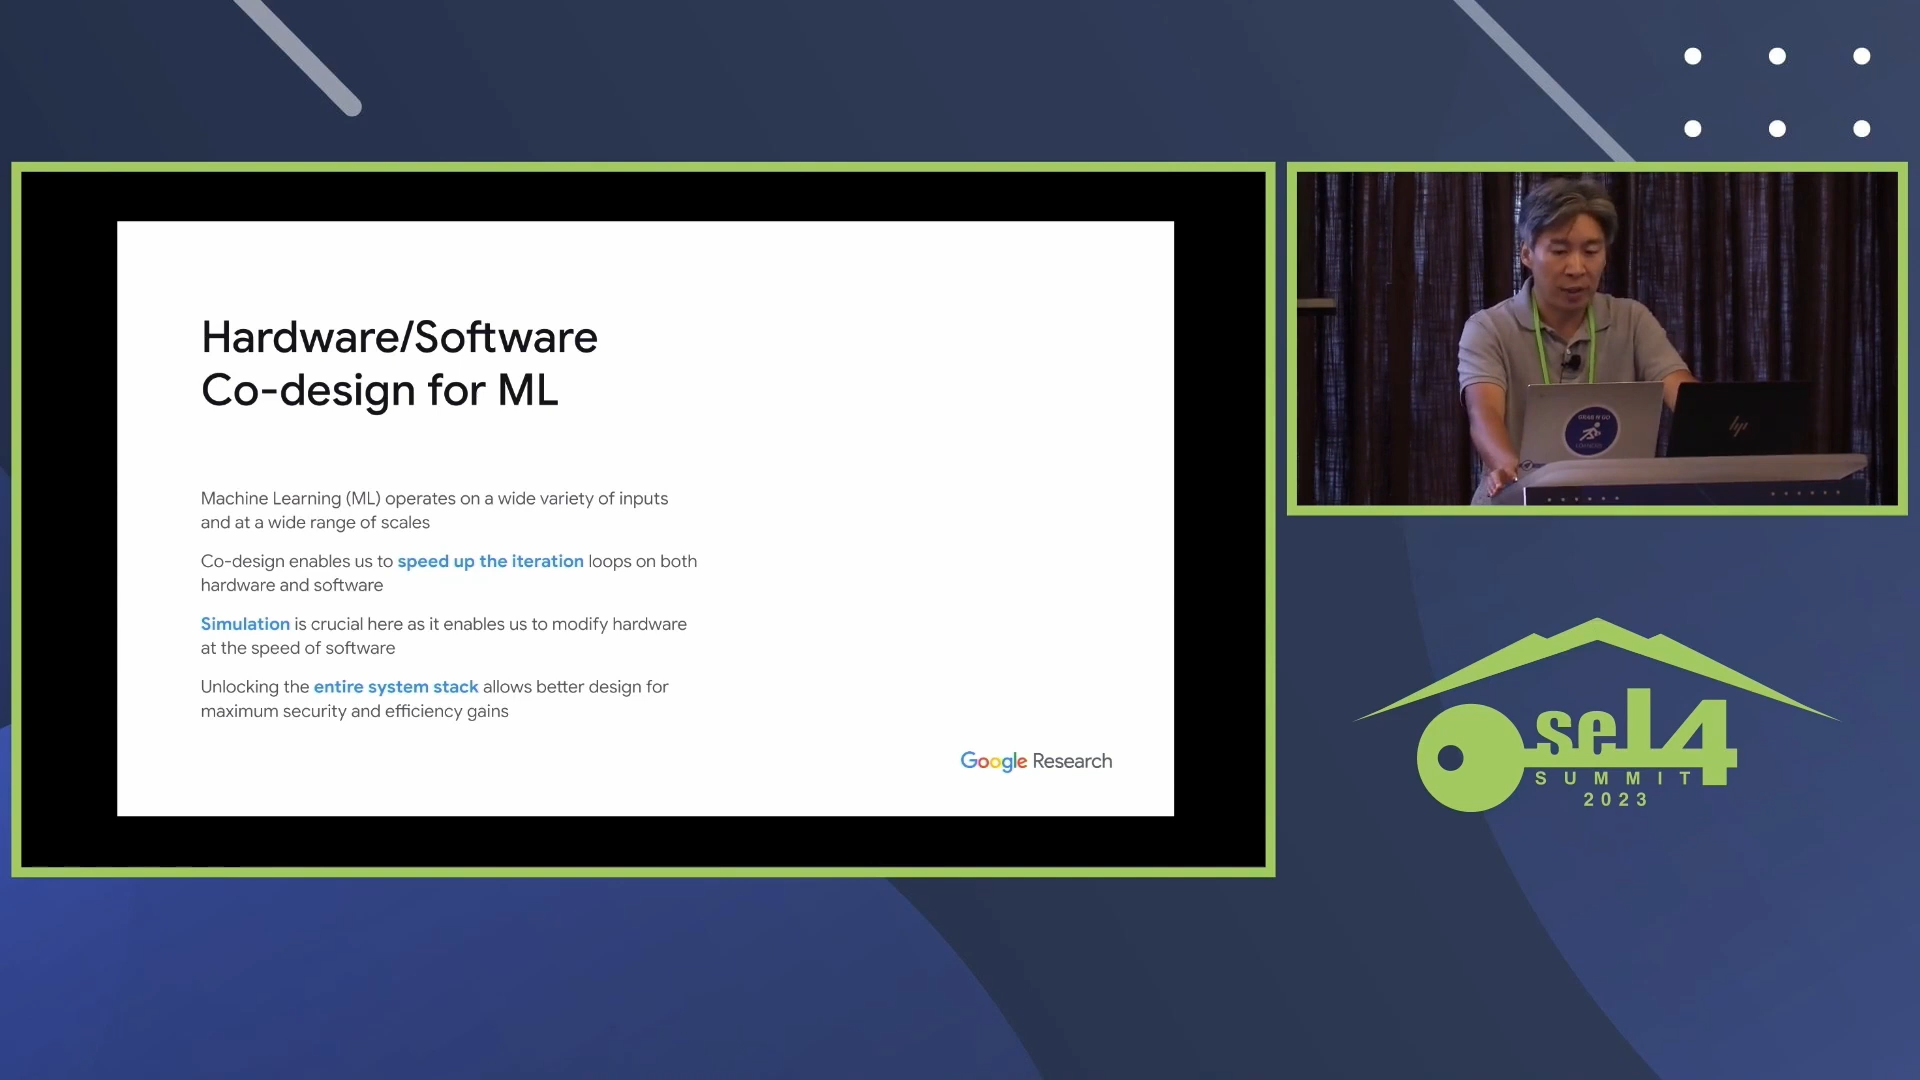 Hardware/Software
Co-design for ML
Machine Learning (ML) operates on a wide variety of inputs
and at a wide range of scales
Co-design enables us to speed up the iteration loops on both
hardware and software
Simulation is crucial here as it enables us to modify hardware
at the speed of software
Unlocking the entire system stack allows better design for
maximum security and efficiency gains
Google Research
GRAB N GO
hp
seL4
SUMMIT
2023